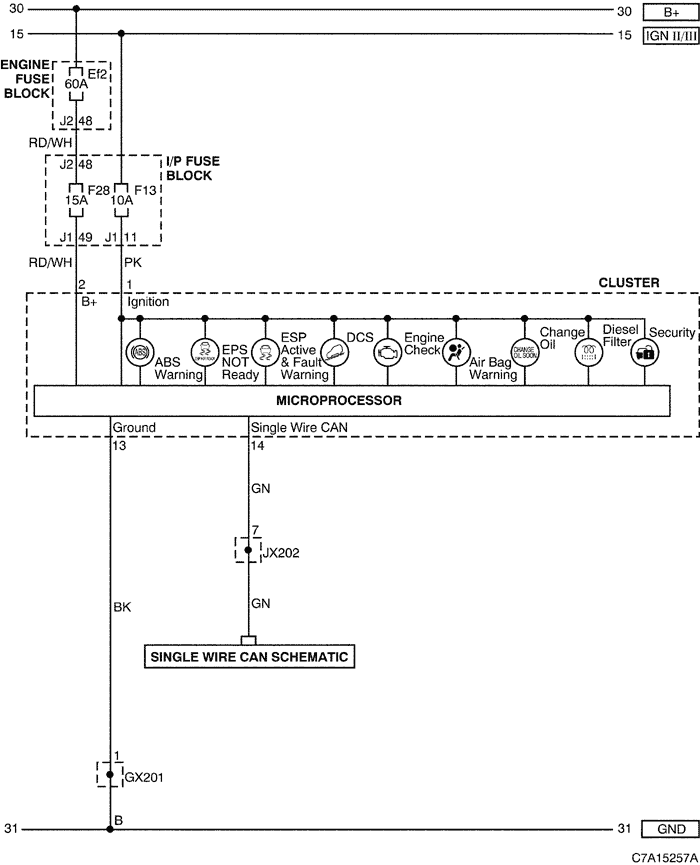 30 30 B+
15 15 IGN II/III
ENGINE
FUSE
BLOCK
Ef2
60A
J2 48
RD/WH
J2 48
I/P FUSE
BLOCK
F28 F13
15A 10A
J1 49 J1 11
RD/WH PK
2 1
CLUSTER
B+ Ignition
ABS
Warning
EPS
NOT
Ready
ESP
Active
& Fault
Warning
DCS
Engine
Check
Air Bag
Warning
Change
Oil
Diesel
Filter
Security
ABS
CHANGE
OIL SOON
MICROPROCESSOR
Ground Single Wire CAN
13 14
GN
7
JX202
BK GN
SINGLE WIRE CAN SCHEMATIC
1
GX201
B
31 31 GND
C7A15257A